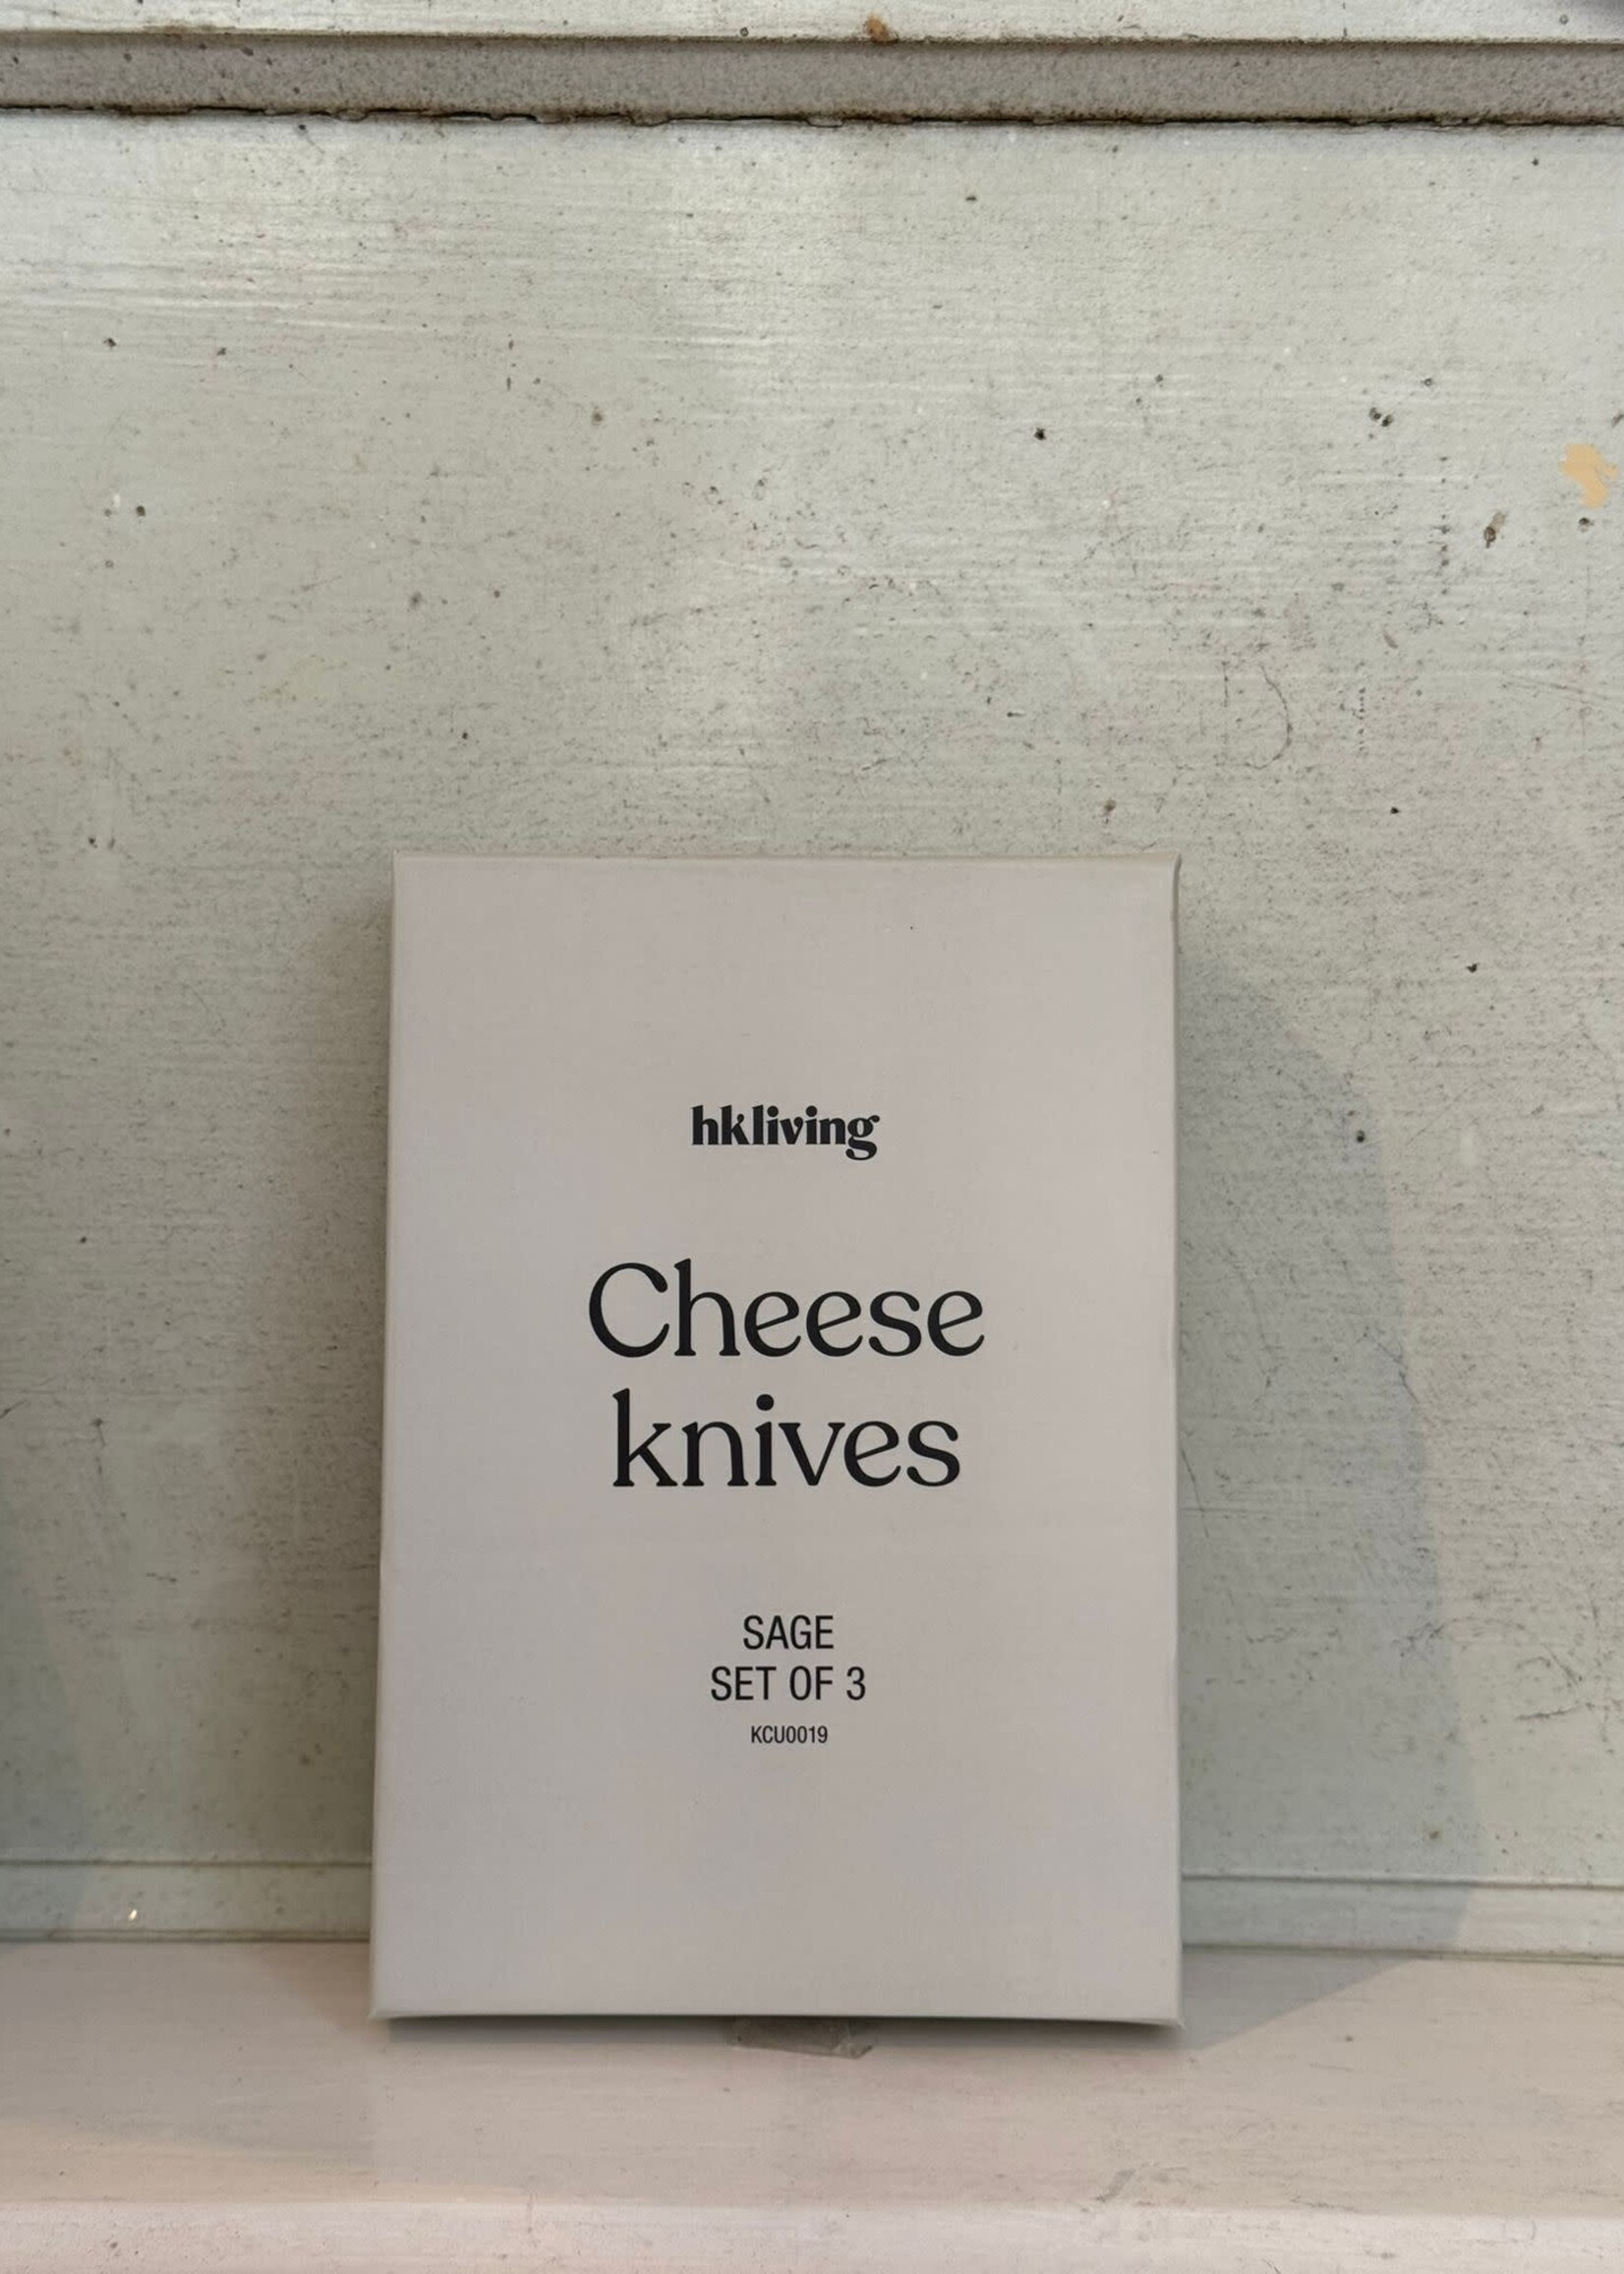 hkliving
Cheese
knives
SAGE
SET OF 3
KCU0019